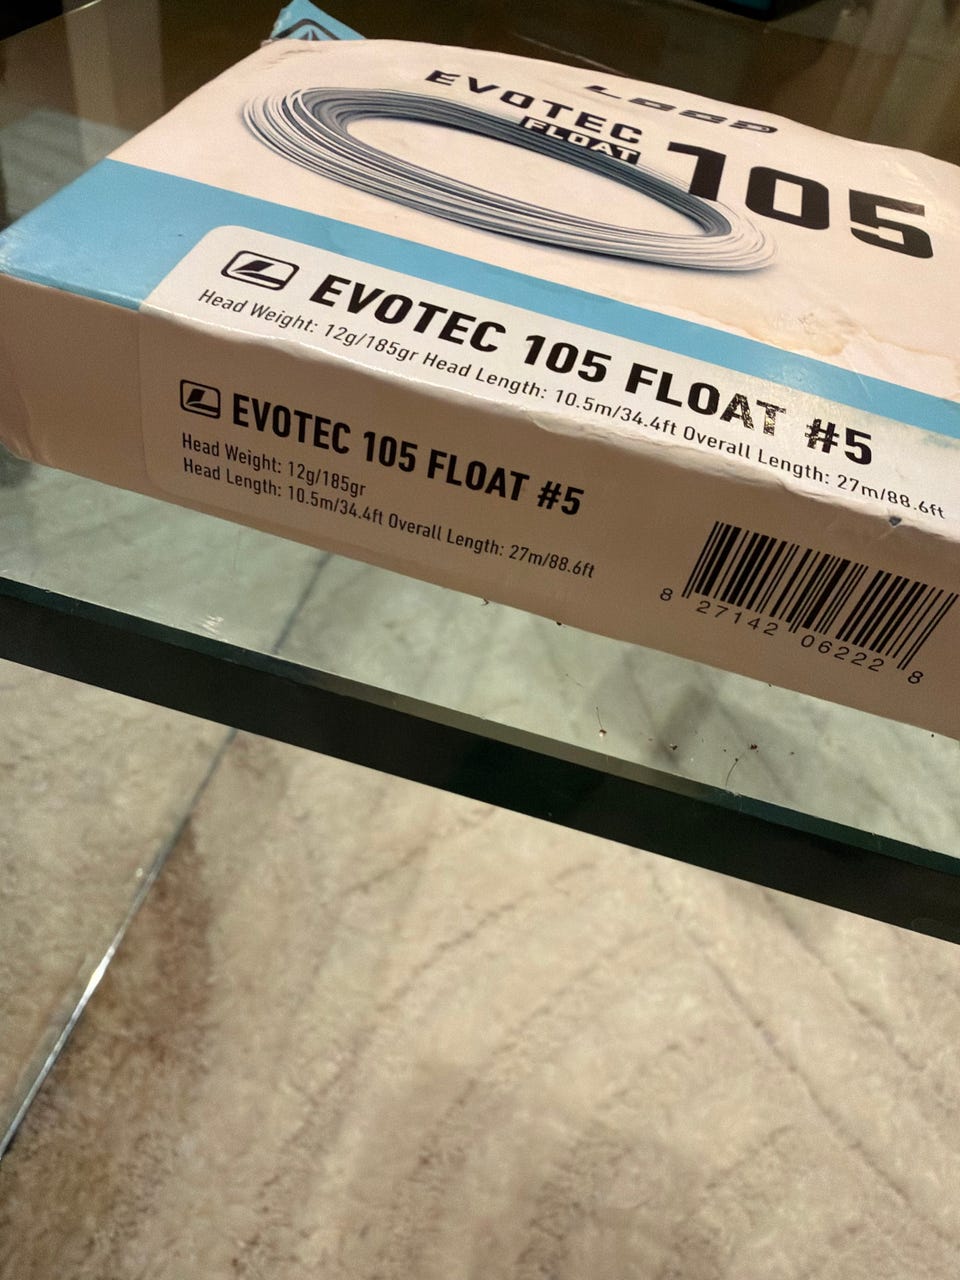 LOOP
EVOTEC
FLOAT
105
EVOTEC 105 FLOAT #5
Head Weight: 12g/185gr Head Length: 10.5m/34.4ft Overall Length: 27m/88.6ft
EVOTEC 105 FLOAT #5
Head Weight: 12g/185gr
Head Length: 10.5m/34.4ft Overall Length: 27m/88.6ft
8 27142 06222 8